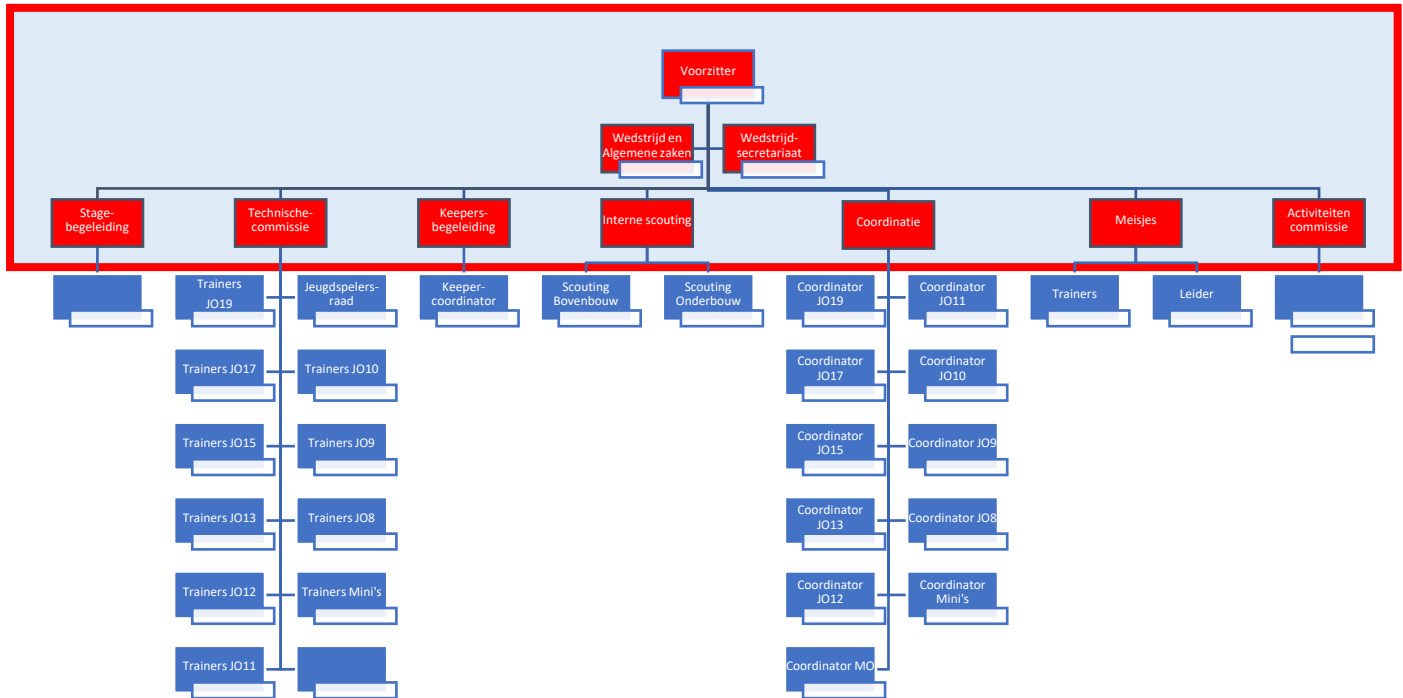 Voorzitter
Wedstrijd en
Algemene zaken
Wedstrijd-
secretariaat
Stage-
begeleiding
Technische-
commissie
Keepers-
begeleiding
Interne scouting
Coordinatie
Meisjes
Activiteiten
commissie
Trainers
JO19
Jeugdspelers-
raad
Keeper-
coordinator
Scouting
Bovenbouw
Scouting
Onderbouw
Coordinator
JO19
Coordinator
JO11
Trainers
Leider
Trainers JO17
Trainers JO10
Coordinator
JO17
Coordinator
JO10
Trainers JO15
Trainers JO9
Coordinator
JO15
Coordinator JO9
Trainers JO13
Trainers JO8
Coordinator
JO13
Coordinator JO8
Trainers JO12
Trainers Mini's
Coordinator
JO12
Coordinator
Mini's
Trainers JO11
Coordinator MO